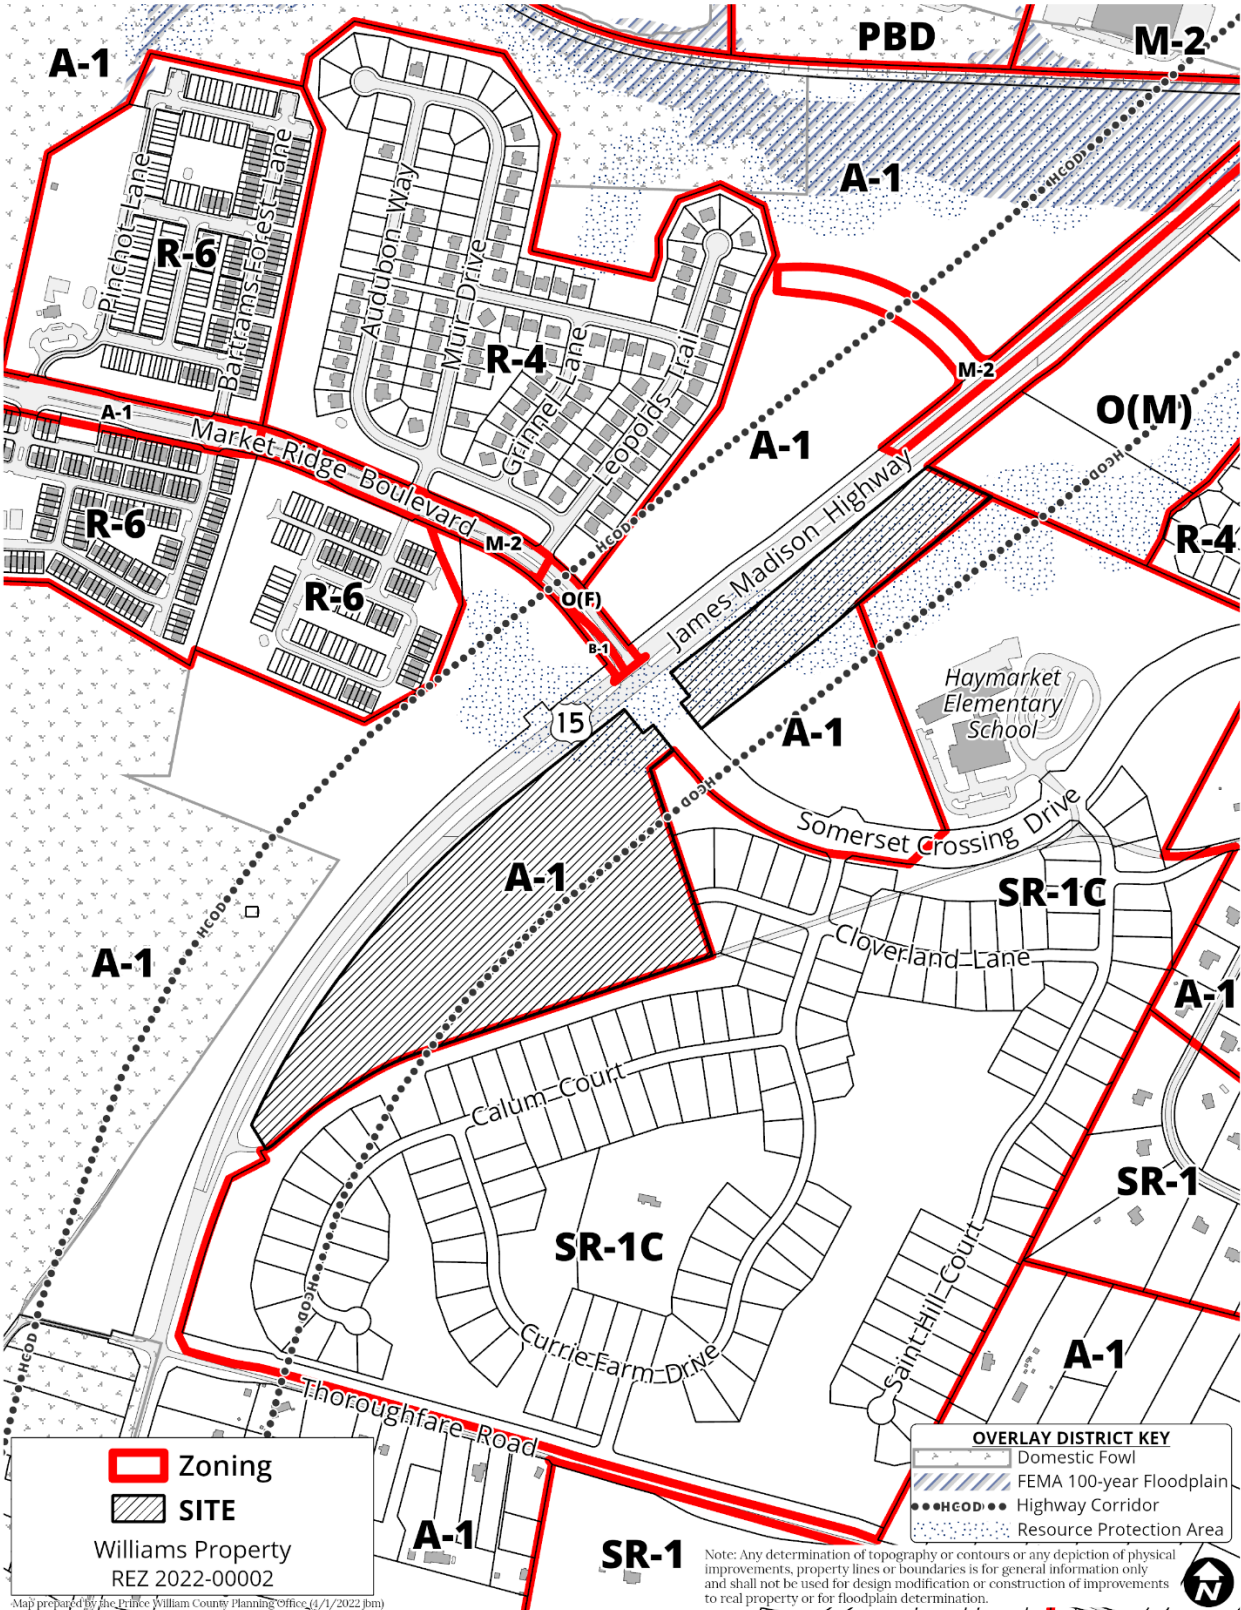 A-1
PBD
M-2
HCOD
A-1
Pinchot Lane
Bartrams Forest Lane
R-6
Audubon Way
Muir Drive
R-4
Grinnel Lane
Leopolds Trail
M-2
O(M)
HCOD
A-1
A-1
Market Ridge Boulevard
R-6
M-2
HCOD
James Madison Highway
R-4
R-6
O(F)
B-1
15
Haymarket
Elementary
School
A-1
HCOD
Somerset Crossing Drive
A-1
SR-1C
HCOD
Cloverland Lane
A-1
A-1
Calum Court
SR-1C
SR-1
Saint Hill Court
HCOD
HCOD
Currie Farm Drive
A-1
Thoroughfare Road
A-1
SR-1
Zoning
SITE
Williams Property
REZ 2022-00002
Map prepared by the Prince William County Planning Office (4/1/2022 jbm)
OVERLAY DISTRICT KEY
Domestic Fowl
FEMA 100-year Floodplain
HCOD Highway Corridor
Resource Protection Area
Note: Any determination of topography or contours or any depiction of physical
improvements, property lines or boundaries is for general information only
and shall not be used for design modification or construction of improvements
to real property or for floodplain determination.
N